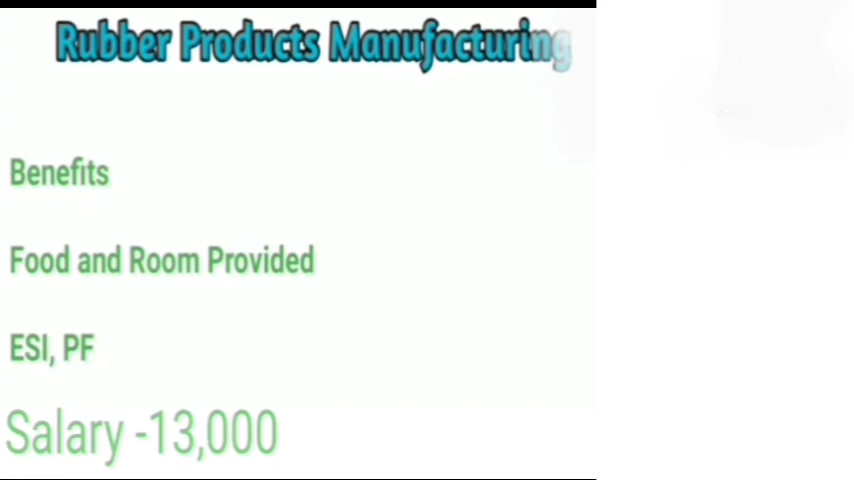 Rubber Products Manufacturing
Benefits
Food and Room Provided
ESI, PF
Salary -13,000